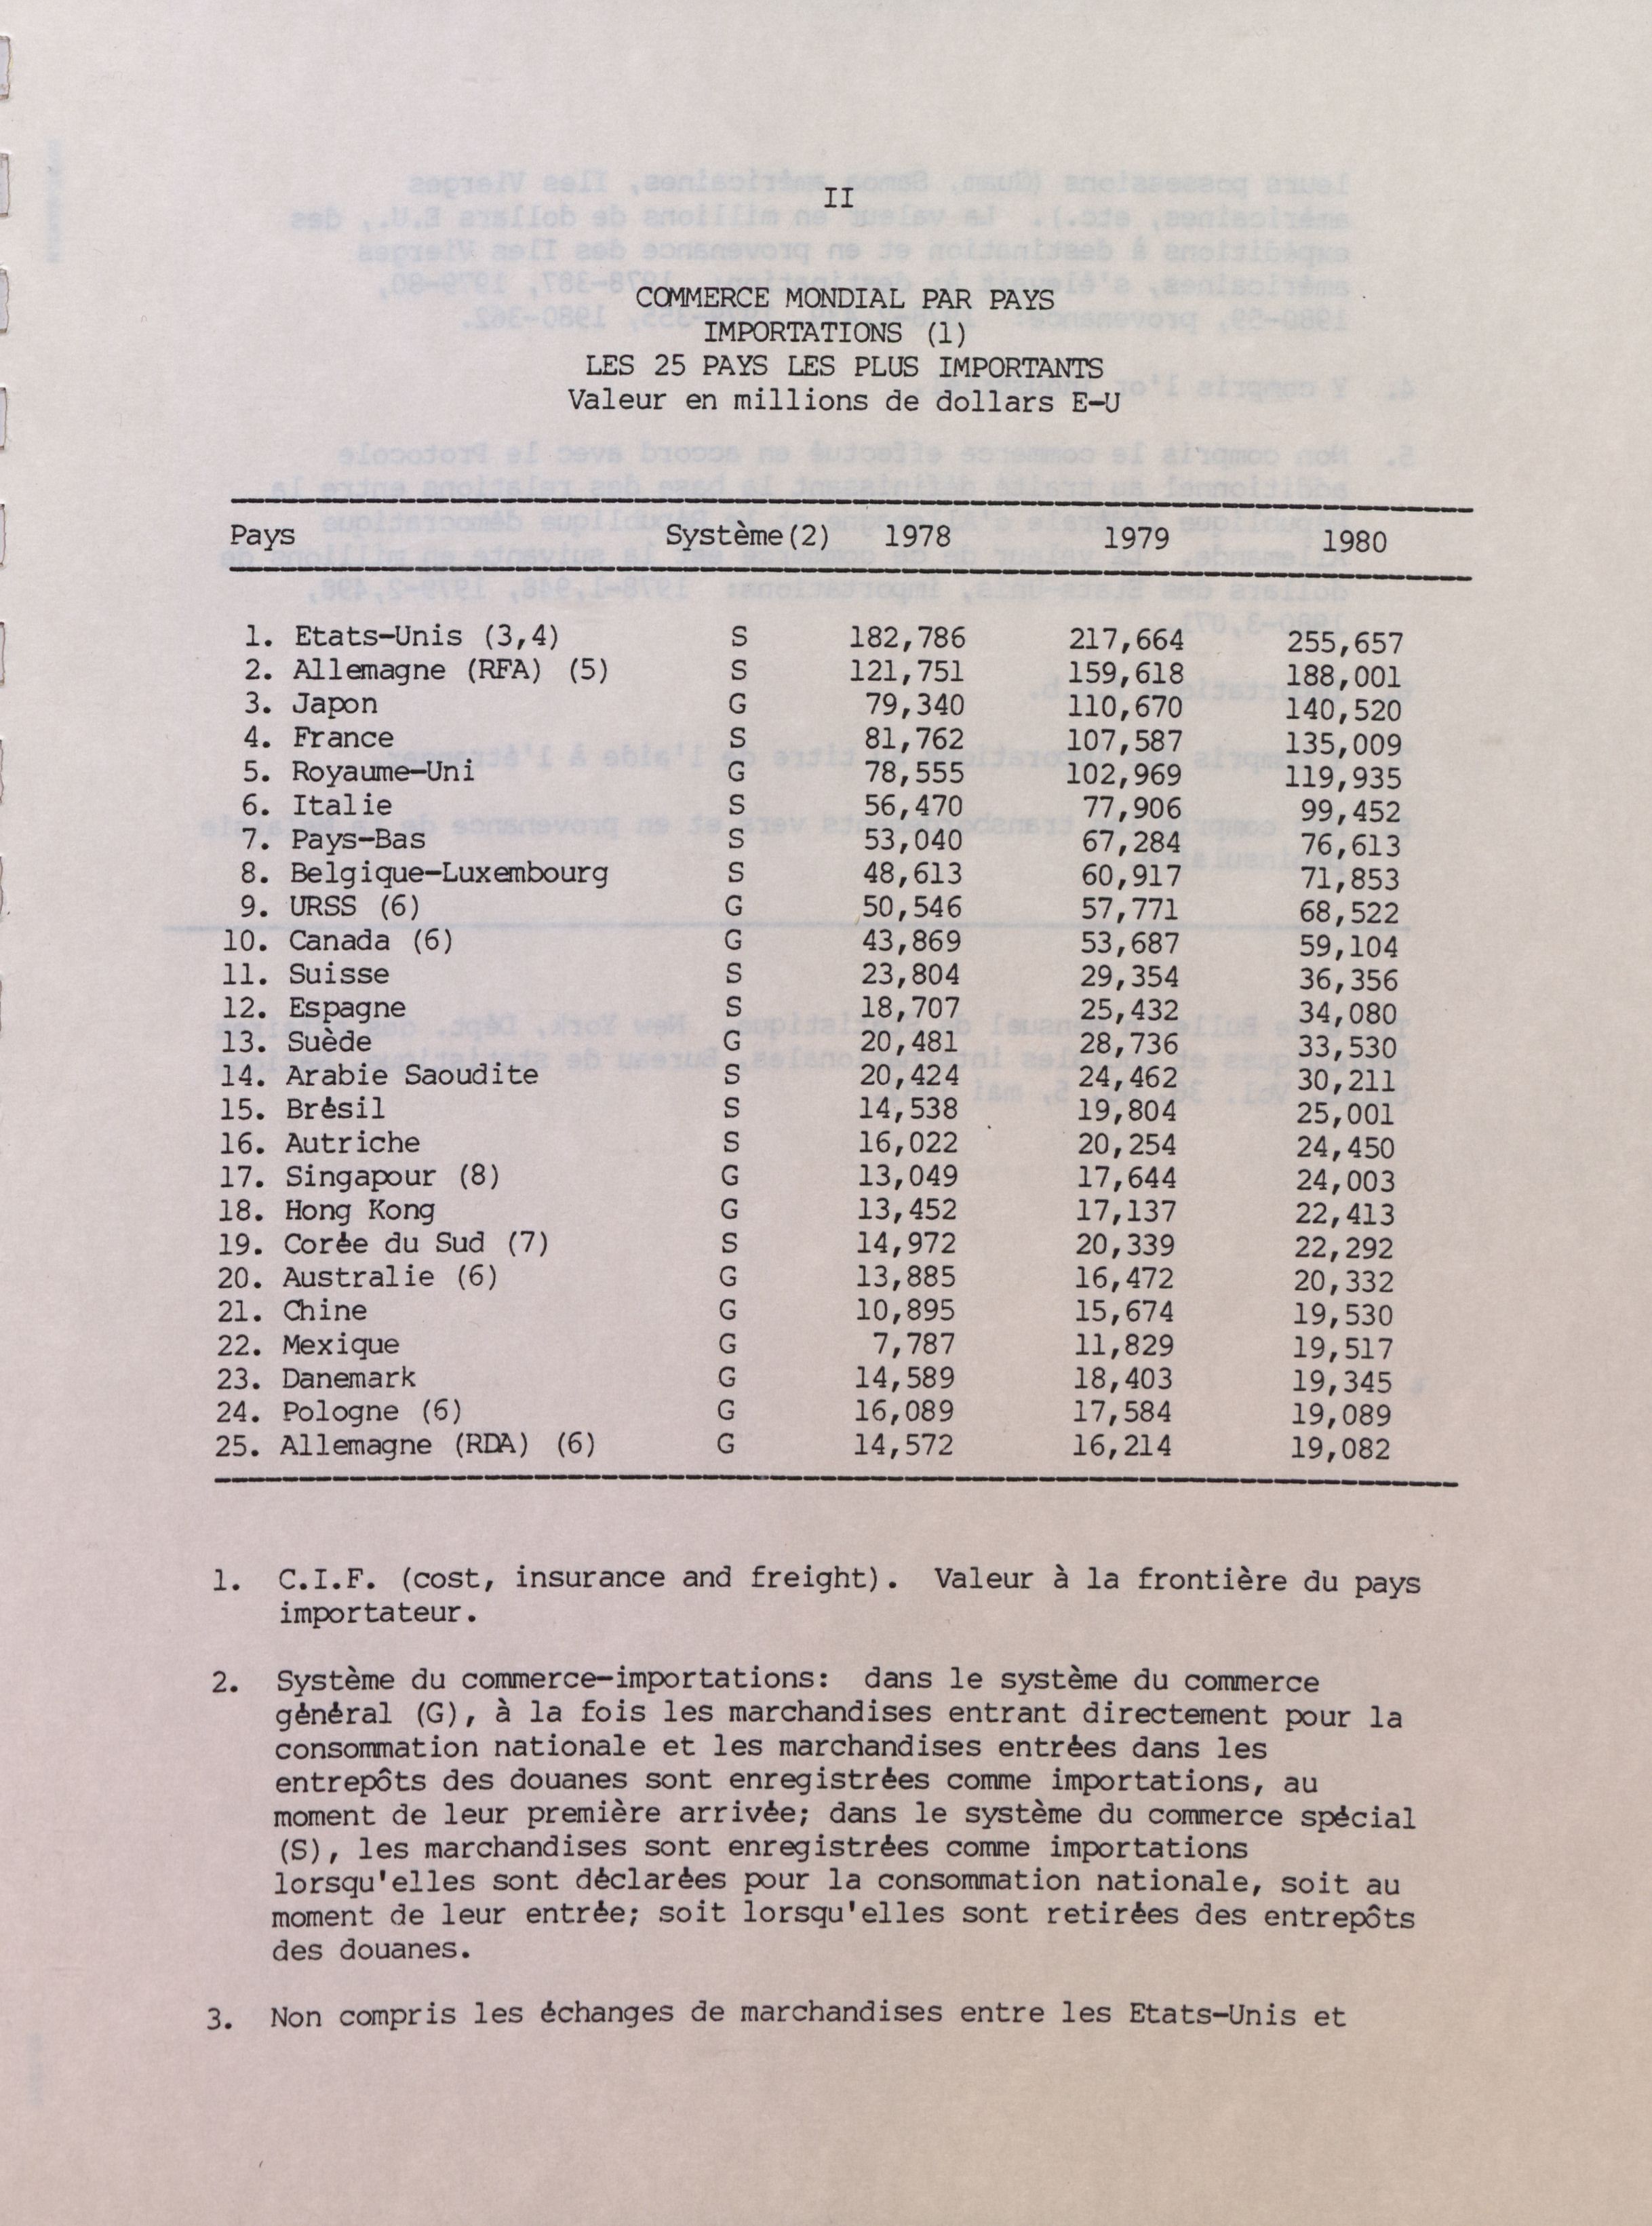 II
COMMERCE MONDIAL PAR PAYS
IMPORTATIONS (1)
LES 25 PAYS LES PLUS IMPORTANTS
Valeur en millions de dollars E-U
Pays Système(2) 1978 1979 1980
1. Etats-Unis (3,4) S 182,786 217,664 255,657
2. Allemagne (RFA) (5) S 121,751 159,618 188,001
3. Japon G 79,340 110,670 140,520
4. France S 81,762 107,587 135,009
5. Royaume-Uni G 78,555 102,969 119,935
6. Italie S 56,470 77,906 99,452
7. Pays-Bas S 53,040 67,284 76,613
8. Belgique-Luxembourg S 48,613 60,917 71,853
9. URSS (6) G 50,546 57,771 68,522
10. Canada (6) G 43,869 53,687 59,104
11. Suisse S 23,804 29,354 36,356
12. Espagne S 18,707 25,432 34,080
13. Suède G 20,481 28,736 33,530
14. Arabie Saoudite S 20,424 24,462 30,211
15. Brésil S 14,538 19,804 25,001
16. Autriche S 16,022 20,254 24,450
17. Singapour (8) G 13,049 17,644 24,003
18. Hong Kong G 13,452 17,137 22,413
19. Corée du Sud (7) S 14,972 20,339 22,292
20. Australie (6) G 13,885 16,472 20,332
21. Chine G 10,895 15,674 19,530
22. Mexique G 7,787 11,829 19,517
23. Danemark G 14,589 18,403 19,345
24. Pologne (6) G 16,089 17,584 19,089
25. Allemagne (RDA) (6) G 14,572 16,214 19,082
1. C.I.F. (cost, insurance and freight). Valeur à la frontière du pays
importateur.
2. Système du commerce-importations: dans le système du commerce
général (G), à la fois les marchandises entrant directement pour la
consommation nationale et les marchandises entrées dans les
entrepôts des douanes sont enregistrées comme importations, au
moment de leur première arrivée; dans le système du commerce spécial
(S), les marchandises sont enregistrées comme importations
lorsqu'elles sont déclarées pour la consommation nationale, soit au
moment de leur entrée; soit lorsqu'elles sont retirées des entrepôts
des douanes.
3. Non compris les échanges de marchandises entre les Etats-Unis et